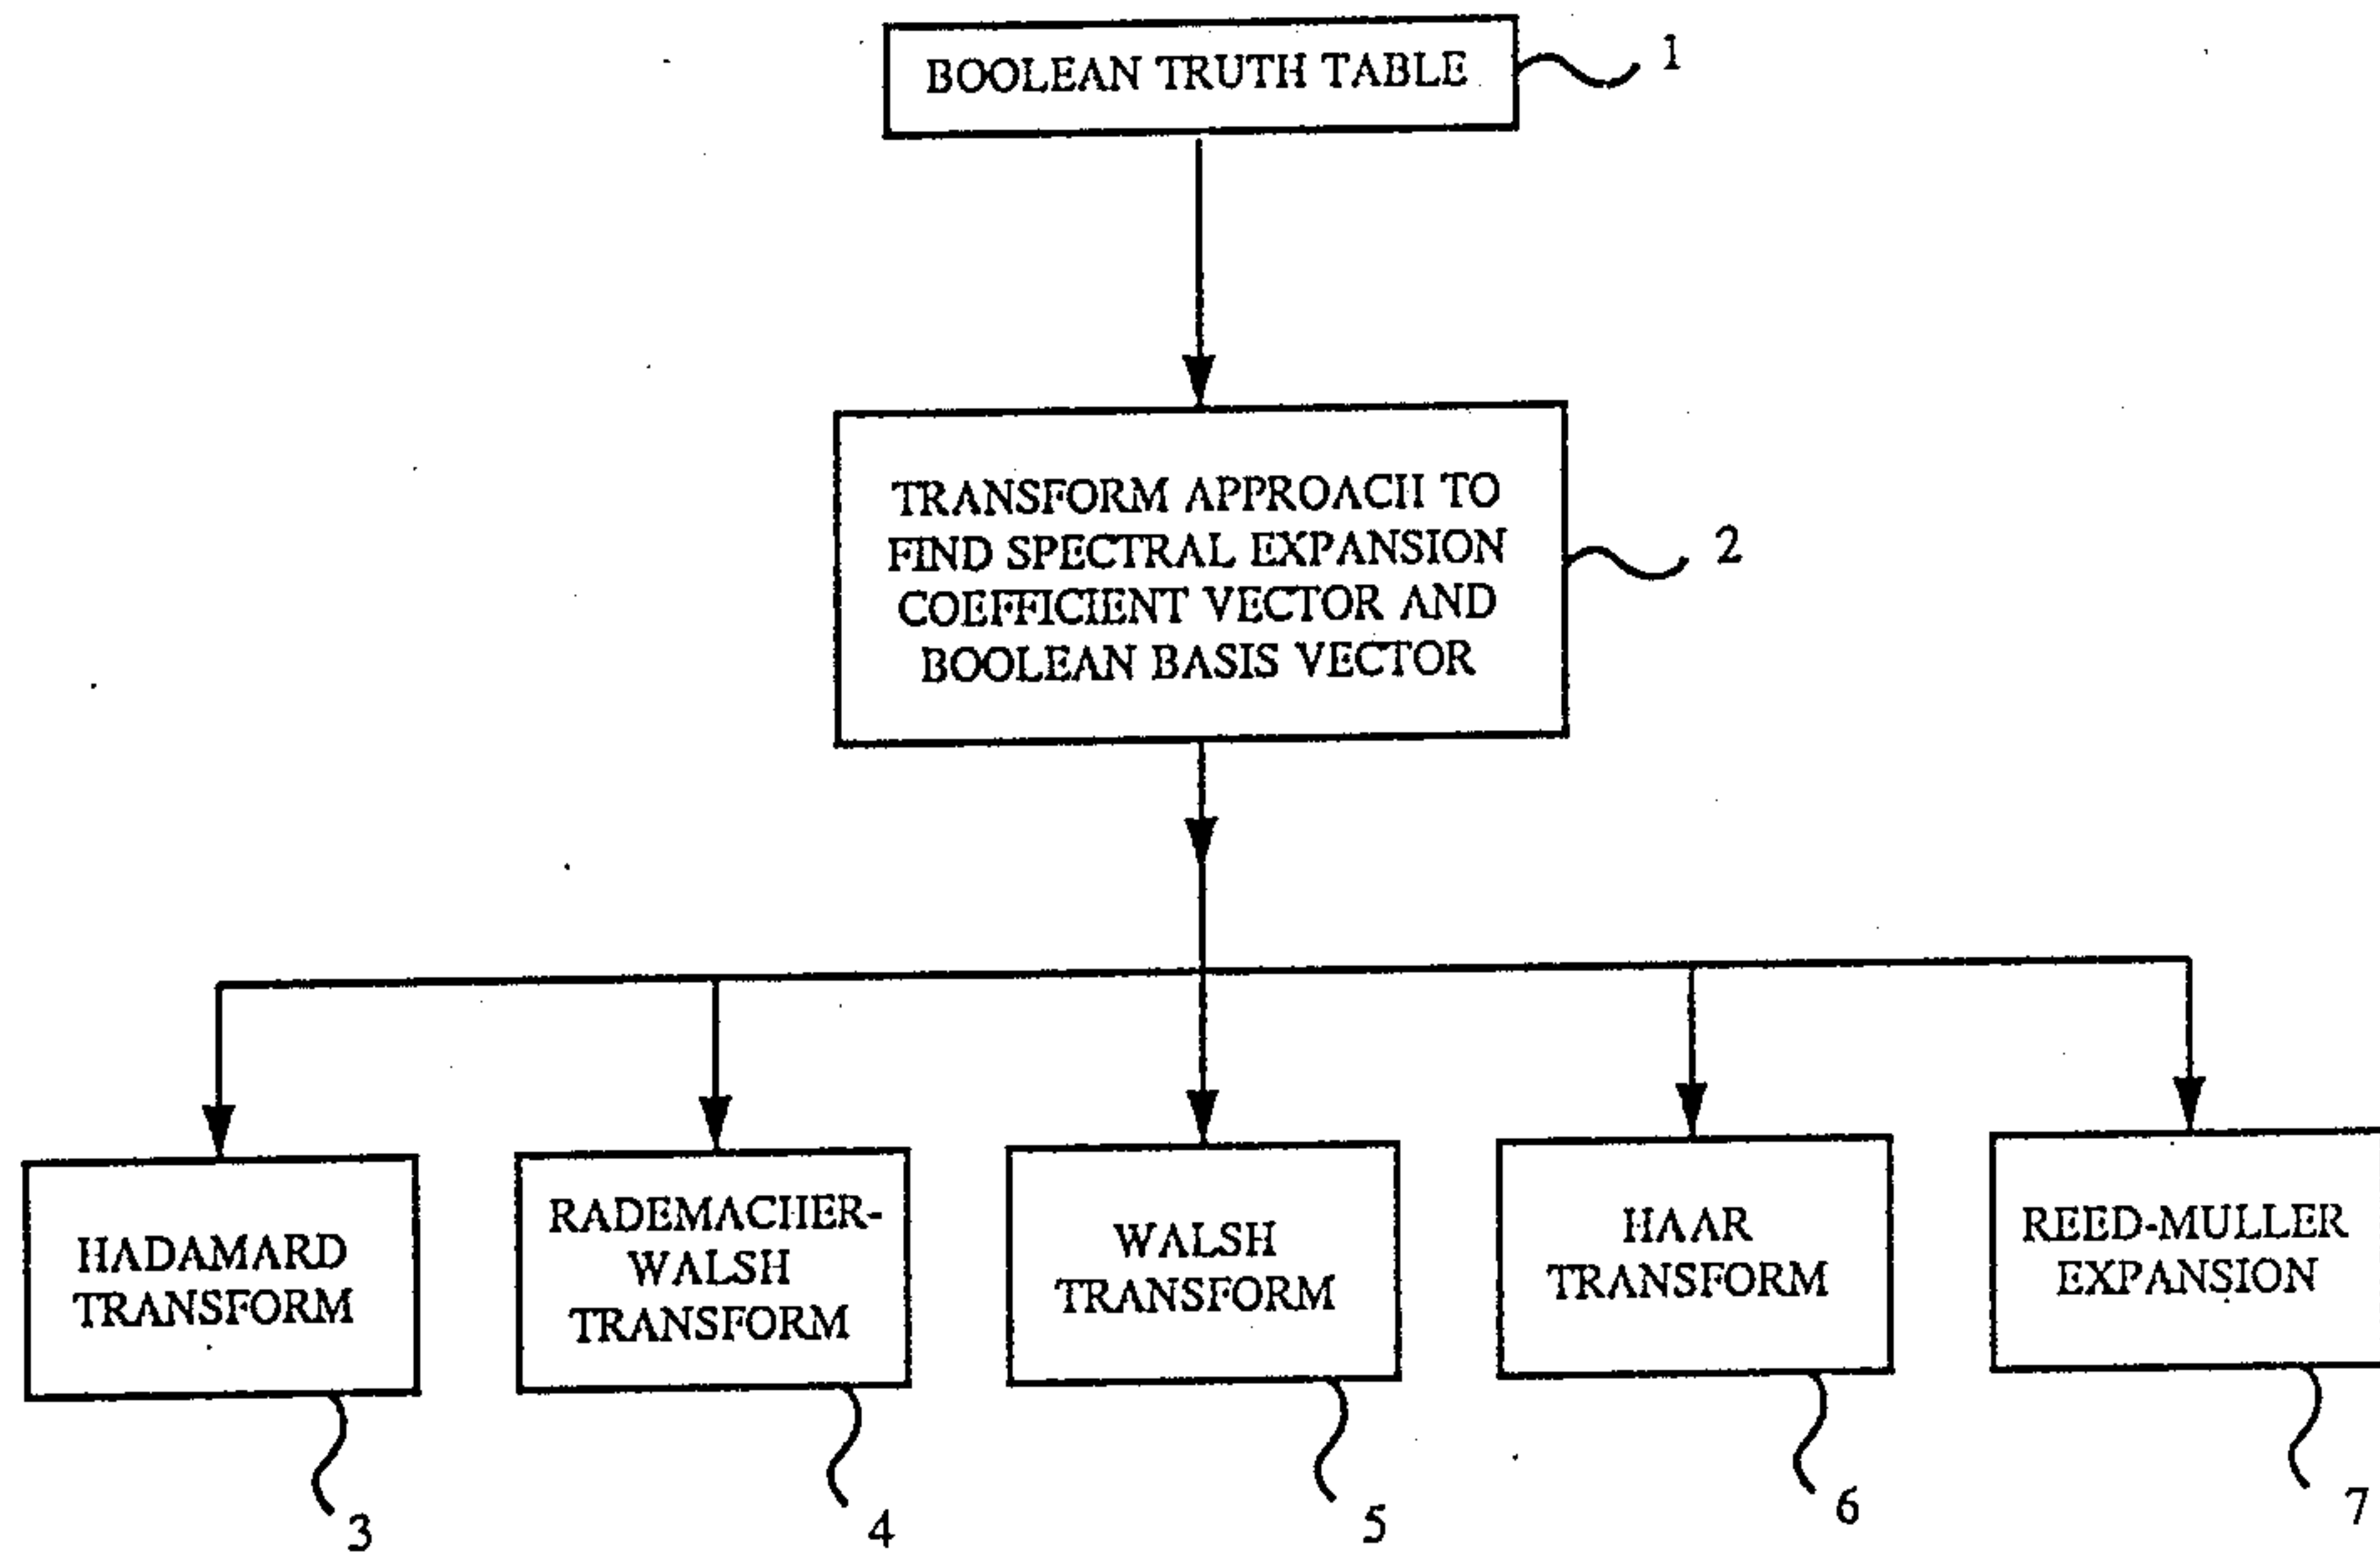 BOOLEAN TRUTH TABLE
1
TRANSFORM APPROACH TO
FIND SPECTRAL EXPANSION
COEFFICIENT VECTOR AND
BOOLEAN BASIS VECTOR
2
HADAMARD
TRANSFORM
3
RADEMACHER-
WALSH
TRANSFORM
4
WALSH
TRANSFORM
5
HAAR
TRANSFORM
6
REED-MULLER
EXPANSION
7